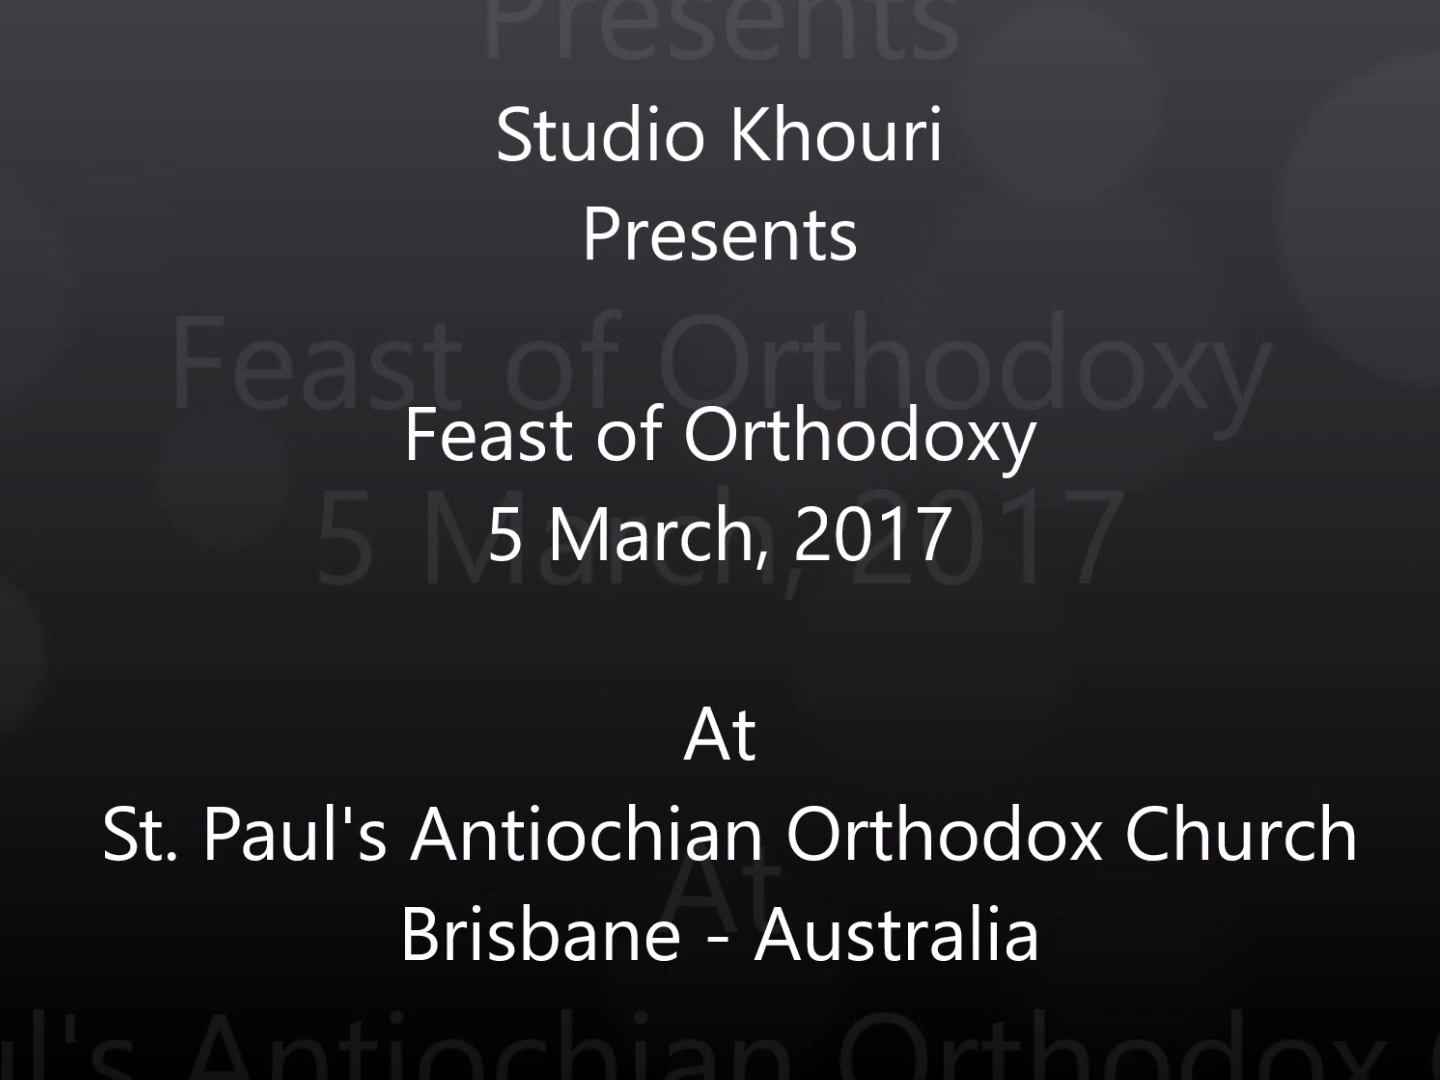 Studio Khouri
Presents
Feast of Orthodoxy
5 March, 2017
At
St. Paul's Antiochian Orthodox Church
Brisbane - Australia